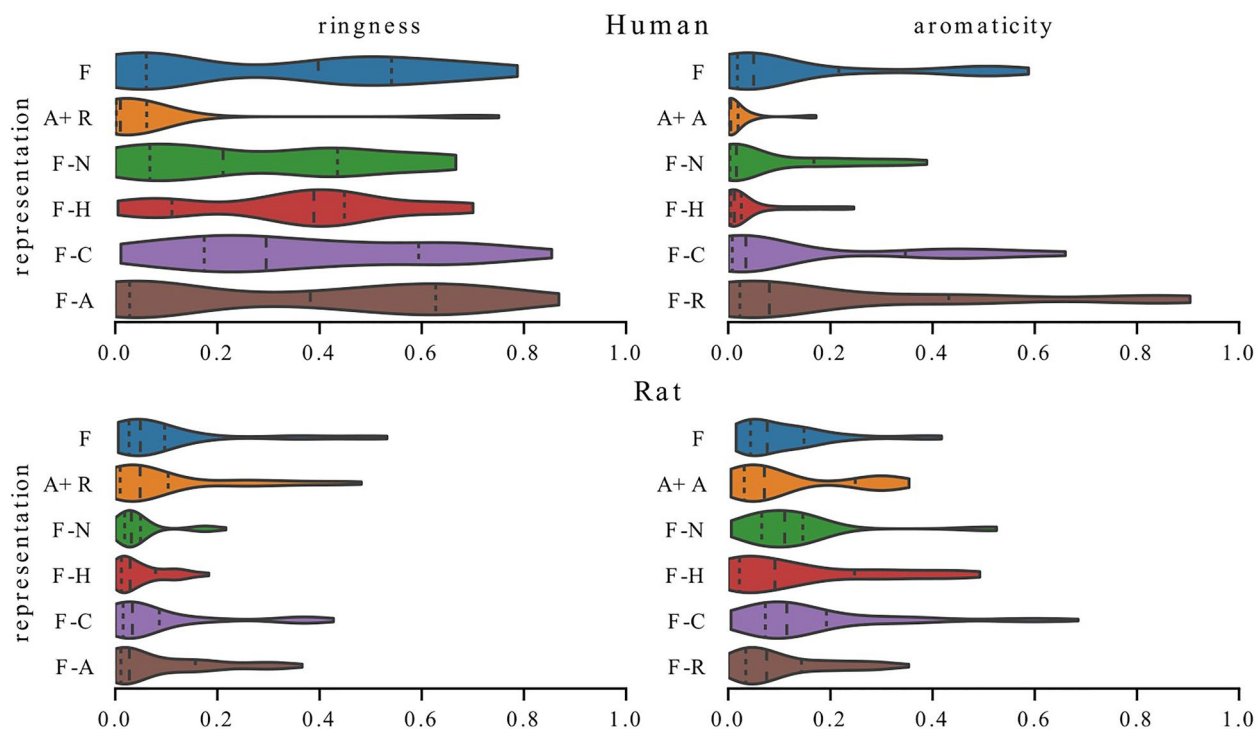 Human
ringness
aromaticity
representation
F
A+ R
F-N
F-H
F-C
F-A
0.0 0.2 0.4 0.6 0.8 1.0
F
A+ A
F-N
F-H
F-C
F-R
0.0 0.2 0.4 0.6 0.8 1.0
Rat
representation
F
A+ R
F-N
F-H
F-C
F-A
0.0 0.2 0.4 0.6 0.8 1.0
F
A+ A
F-N
F-H
F-C
F-R
0.0 0.2 0.4 0.6 0.8 1.0